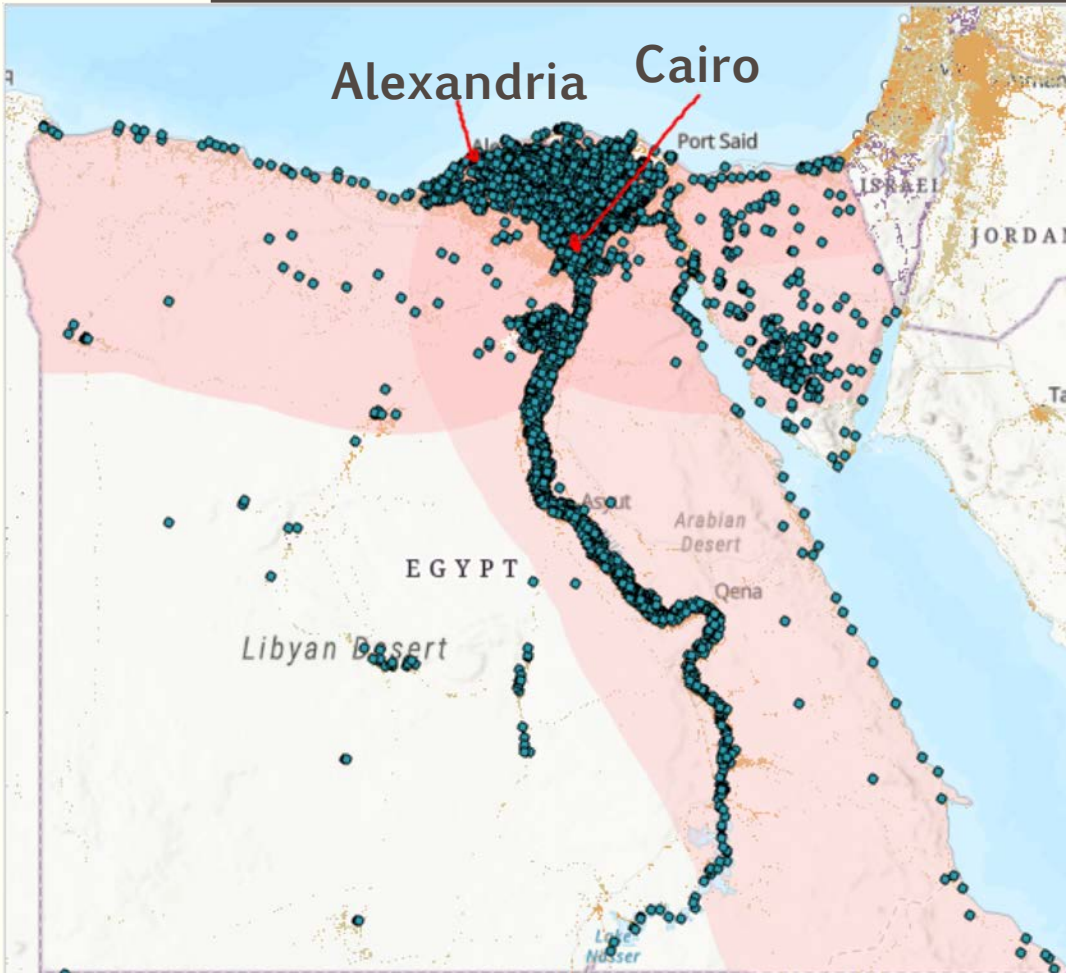 Alexandria
Cairo
Port Said
ISRAEL
JORDAN
Asyut
Arabian
Desert
EGYPT
Qena
Libyan Desert
Lake
Nasser